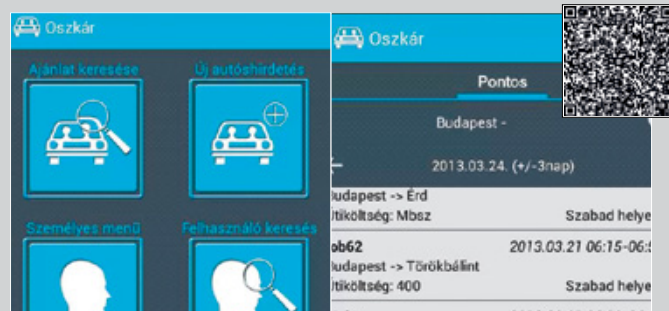 Oszkár
Ajánlat keresése
Új autóshirdetés
Személyes menü
Felhasználó keresés
Oszkár
Pontos
Budapest -
2013.03.24. (+/-3nap)
Budapest -> Érd
Útiköltség: Mbsz Szabad helye
ob62 2013.03.21 06:15-06:
Budapest -> Törökbálint
Útiköltség: 400 Szabad helye